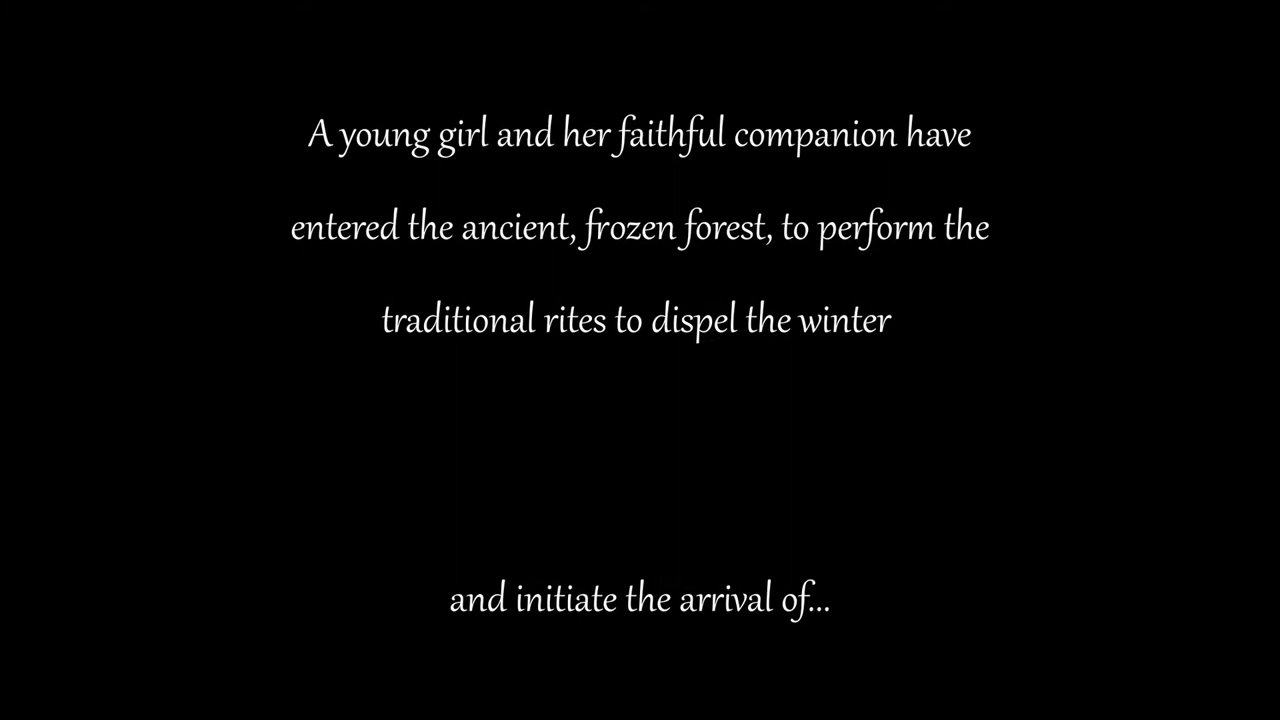 A young girl and her faithful companion have
entered the ancient, frozen forest, to perform the
traditional rites to dispel the winter
and initiate the arrival of...